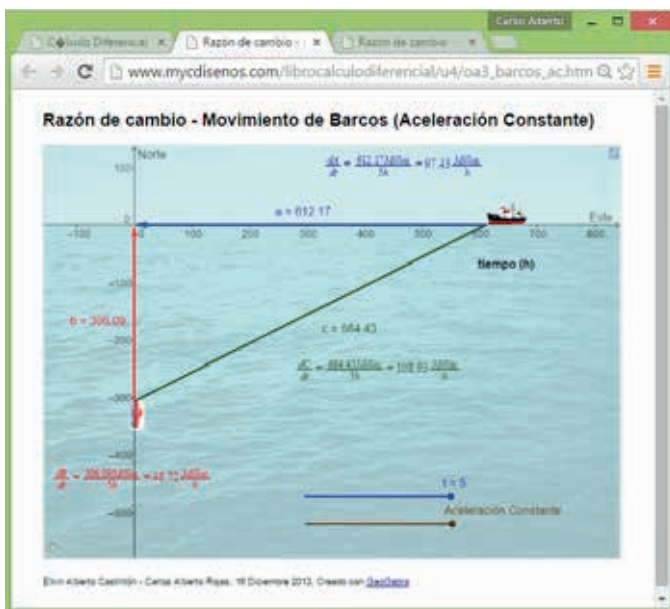 Carlos Alberto
Cálculo Diferencial
Razón de cambio -
Razón de cambio
www.mycdisenos.com/librocalculodiferencial/u4/oa3_barcos_ac.htm
Razón de cambio - Movimiento de Barcos (Aceleración Constante)
Norte
100
a = 612.17
0
Este
-100
0
100
200
300
400
500
600
700
800
tiempo (h)
-100
b = 306.09
-200
c = 684.43
-300
-400
t = 5
Aceleración Constante
-500
Elkin Alberto Castrillón - Carlos Alberto Rojas, 16 Diciembre 2013, Creado con GeoGebra